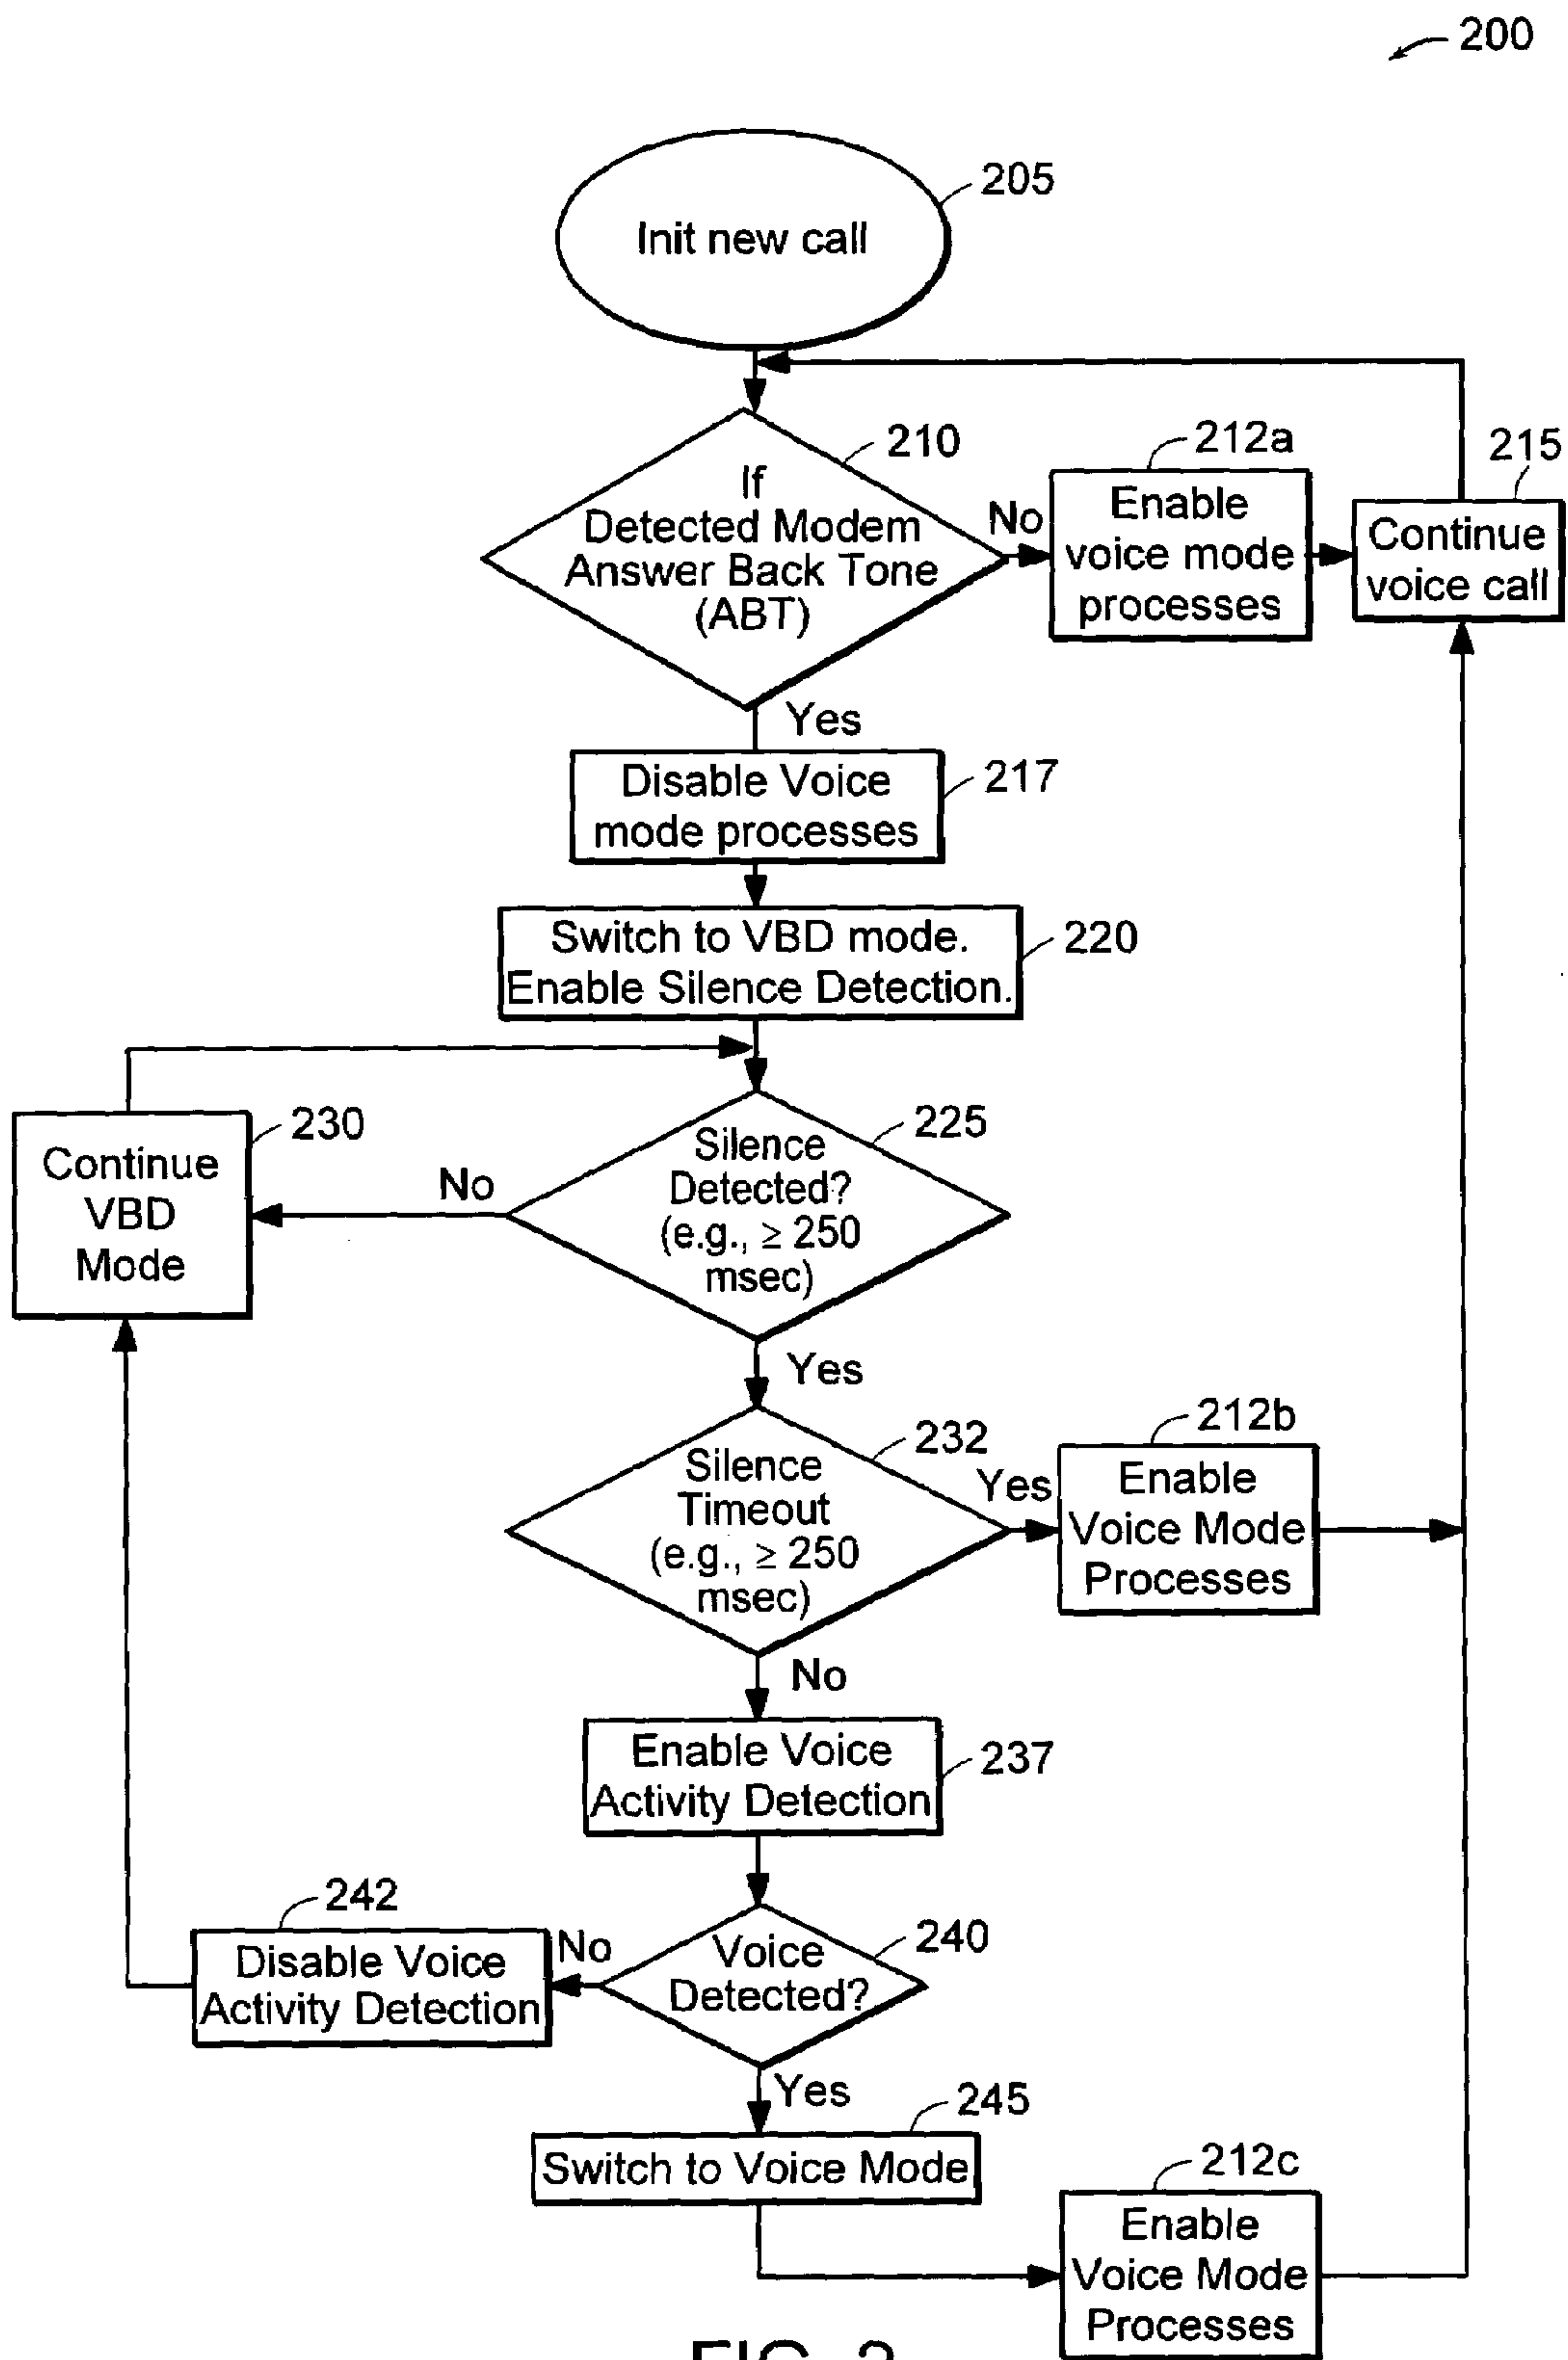 200
205
Init new call
210
If
Detected Modem
Answer Back Tone
(ABT)
No
212a
Enable
voice mode
processes
215
Continue
voice call
Yes
Disable Voice
mode processes
217
Switch to VBD mode.
Enable Silence Detection.
220
230
Continue
VBD
Mode
No
225
Silence
Detected?
(e.g., ≥ 250
msec)
Yes
232
Silence
Timeout
(e.g., ≥ 250
msec)
Yes
212b
Enable
Voice Mode
Processes
No
Enable Voice
Activity Detection
237
242
Disable Voice
Activity Detection
No
240
Voice
Detected?
Yes
245
Switch to Voice Mode
212c
Enable
Voice Mode
Processes
FIG. 2